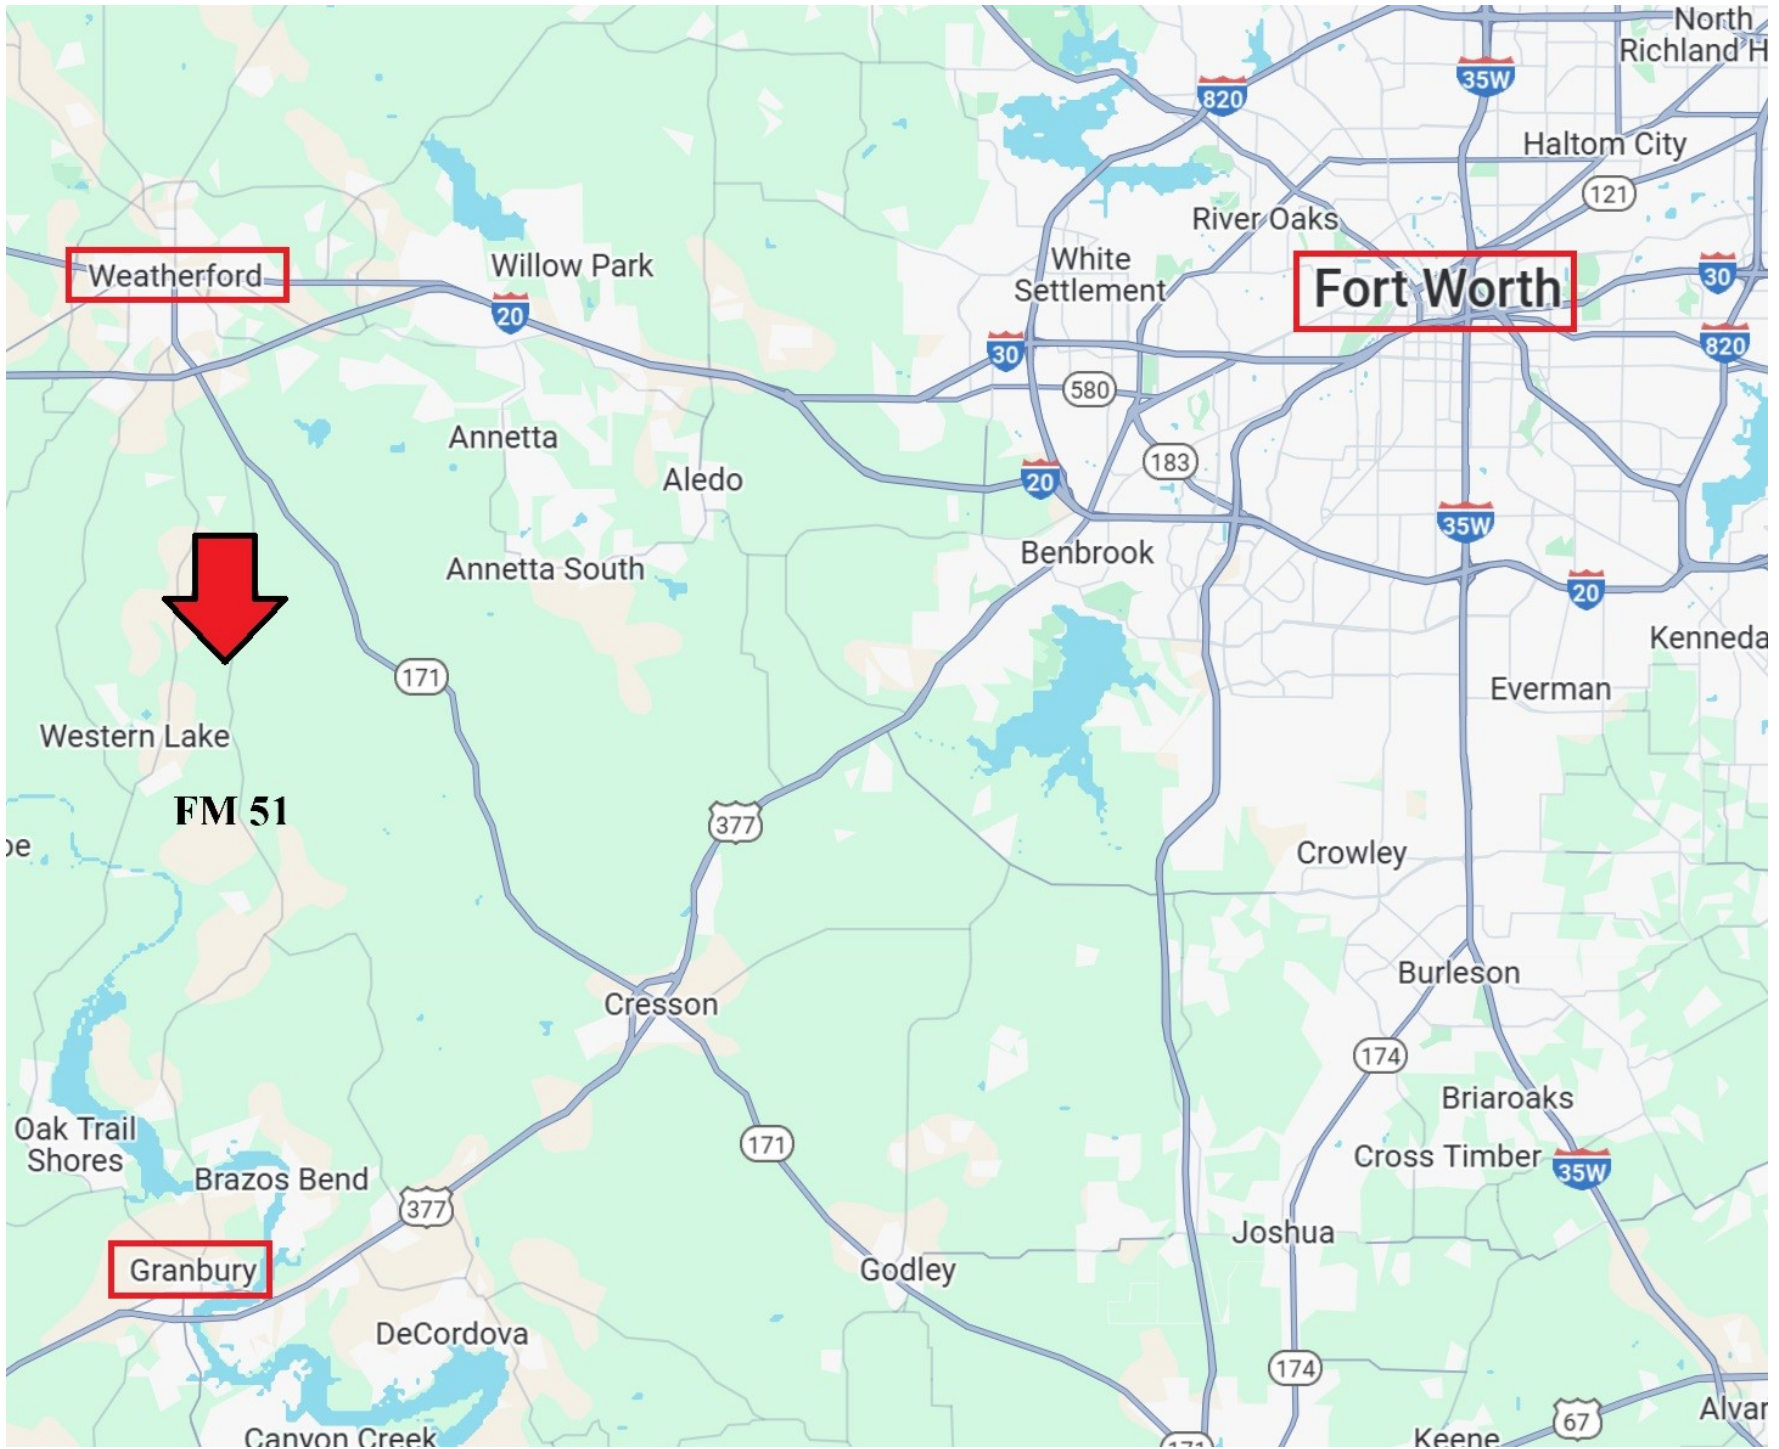 North
Richland H
35W
820
Haltom City
121
River Oaks
White
Settlement
Weatherford
Willow Park
Fort Worth
30
20
30
820
580
Annetta
183
Aledo
20
35W
Benbrook
Annetta South
20
Kenneda
171
Everman
Western Lake
FM 51
377
oe
Crowley
Burleson
Cresson
174
Briaroaks
Oak Trail
Shores
171
Cross Timber
35W
Brazos Bend
377
Joshua
Granbury
Godley
DeCordova
174
Alvar
67
Canyon Creek
171
Keene